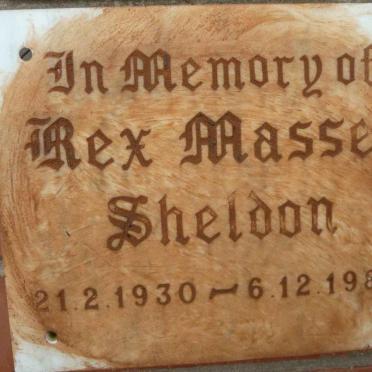 In Memory of
Rex Masse
Sheldon
21.2.1930 - 6.12.198